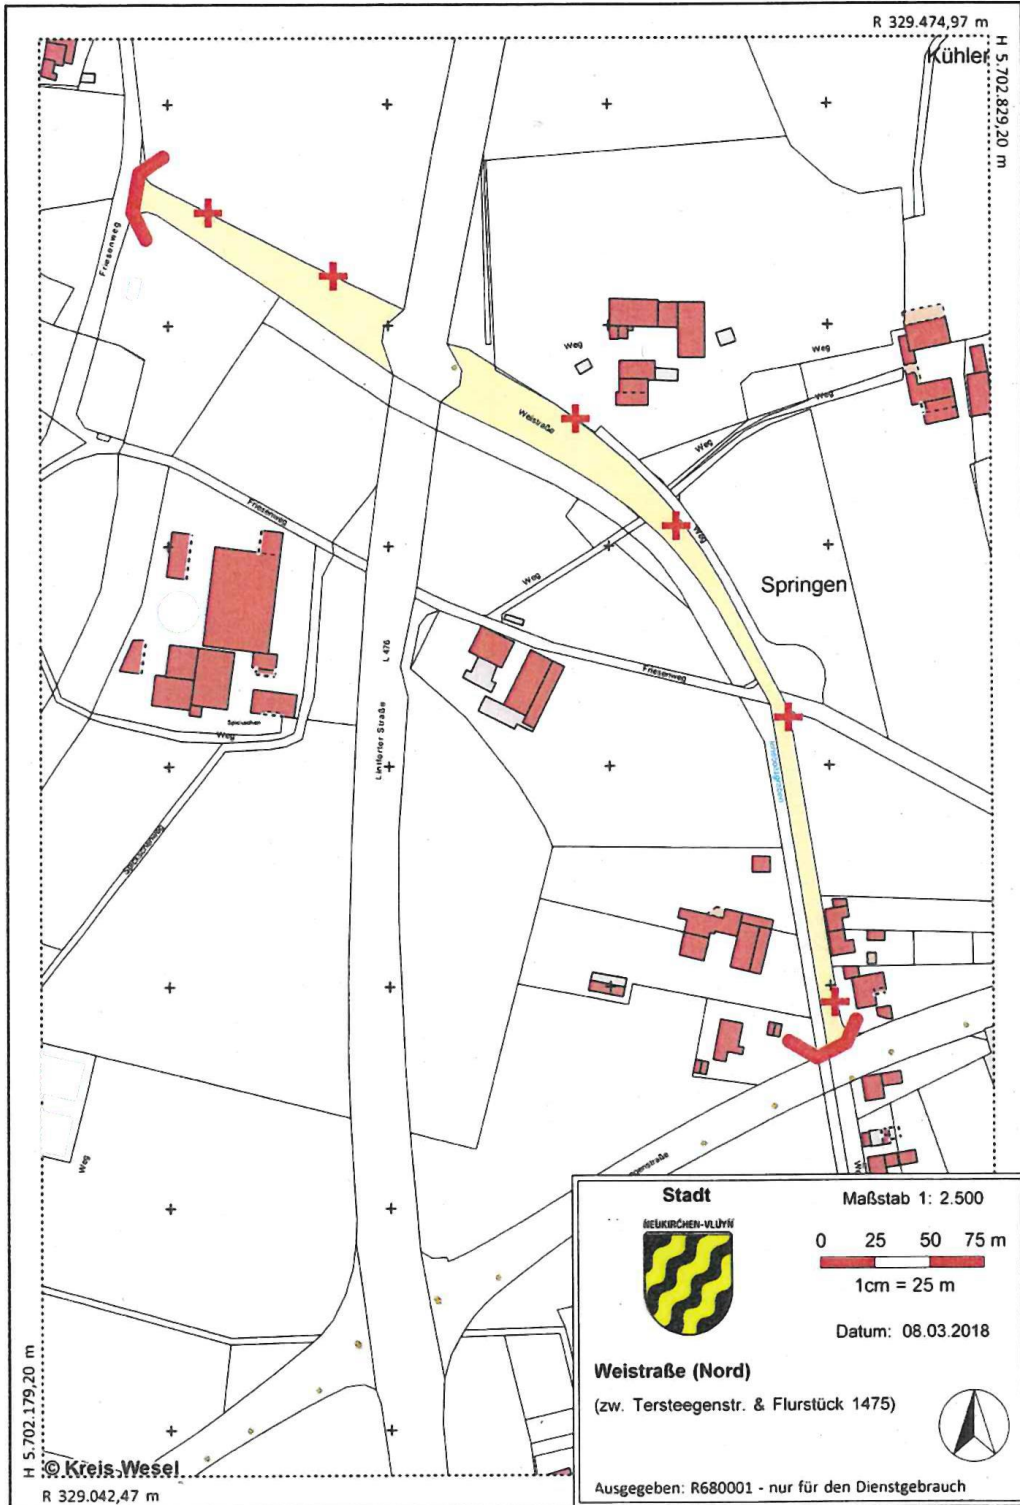 R 329.474,97 m
H 5.702.829,20 m
Kühler
Friesenweg
Weg
Weg
Weg
Weistraße
Weg
Friesenweg
Weg
Weg
Springen
L 476
Friesenweg
Lintforter Straße
Weg
Weg
Stadt
NEUKIRCHEN-VLUYN
Maßstab 1: 2.500
0 25 50 75 m
1cm = 25 m
Datum: 08.03.2018
Weistraße (Nord)
(zw. Tersteegenstr. & Flurstück 1475)
Ausgegeben: R680001 - nur für den Dienstgebrauch
H 5.702.179,20 m
© Kreis Wesel
R 329.042,47 m